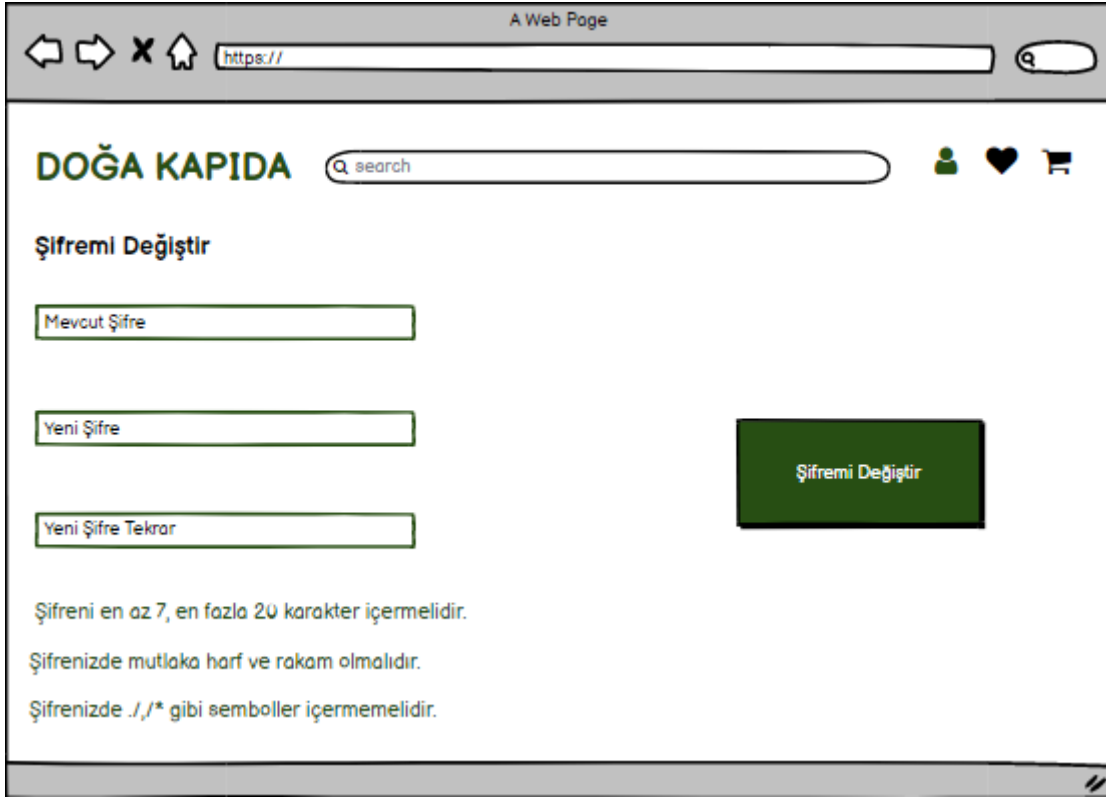 A Web Page
https://
DOĞA KAPIDA
search
Şifremi Değiştir
Mevcut Şifre
Yeni Şifre
Şifremi Değiştir
Yeni Şifre Tekrar
Şifreni en az 7, en fazla 20 karakter içermelidir.
Şifrenizde mutlaka harf ve rakam olmalıdır.
Şifrenizde ./,/* gibi semboller içermemelidir.